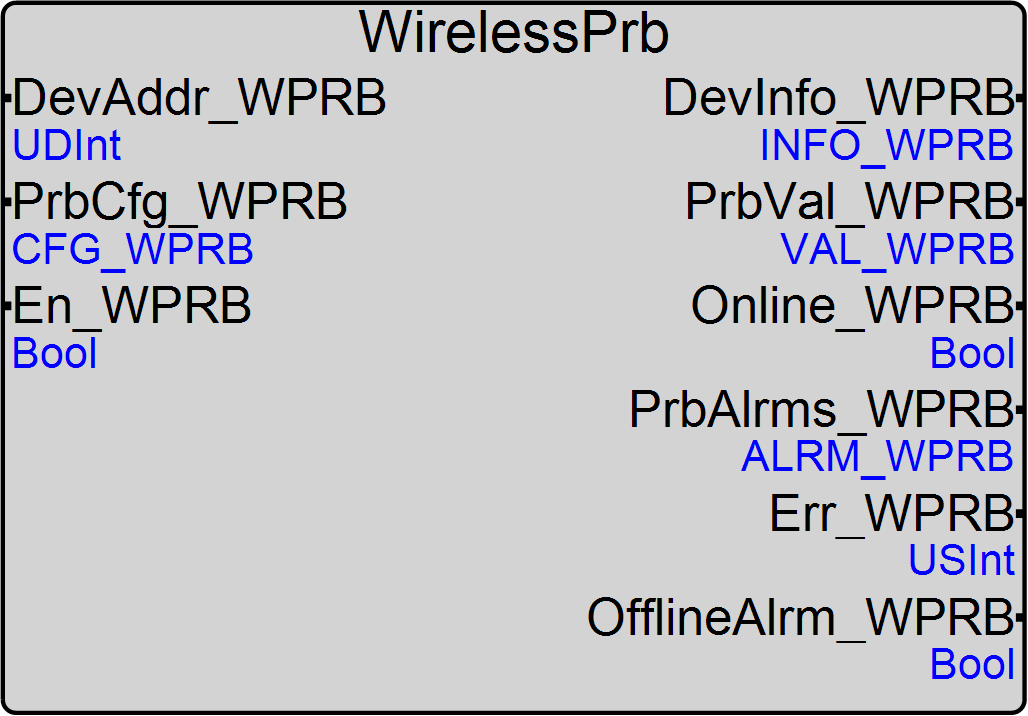 WirelessPrb
DevAddr_WPRB
UDInt
PrbCfg_WPRB
CFG_WPRB
En_WPRB
Bool
DevInfo_WPRB
INFO_WPRB
PrbVal_WPRB
VAL_WPRB
Online_WPRB
Bool
PrbAlrms_WPRB
ALRM_WPRB
Err_WPRB
USInt
OfflineAlrm_WPRB
Bool